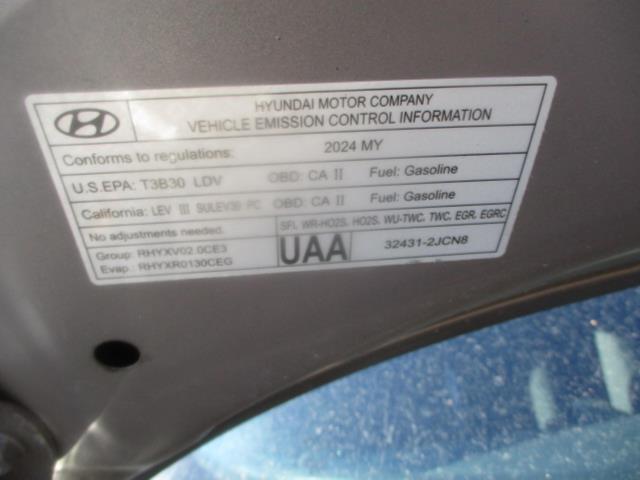 HYUNDAI MOTOR COMPANY
VEHICLE EMISSION CONTROL INFORMATION
Conforms to regulations: 2024 MY
U.S.EPA: T3B30 LDV OBD: CA II Fuel: Gasoline
California: LEV III SULEV30 PC OBD: CA II Fuel: Gasoline
No adjustments needed. SFI, WR-HO2S, HO2S, WU-TWC, TWC, EGR, EGRC
Group: RHYXV02.0CE3 UAA 32431-2JCN8
Evap.: RHYXR0130CEG